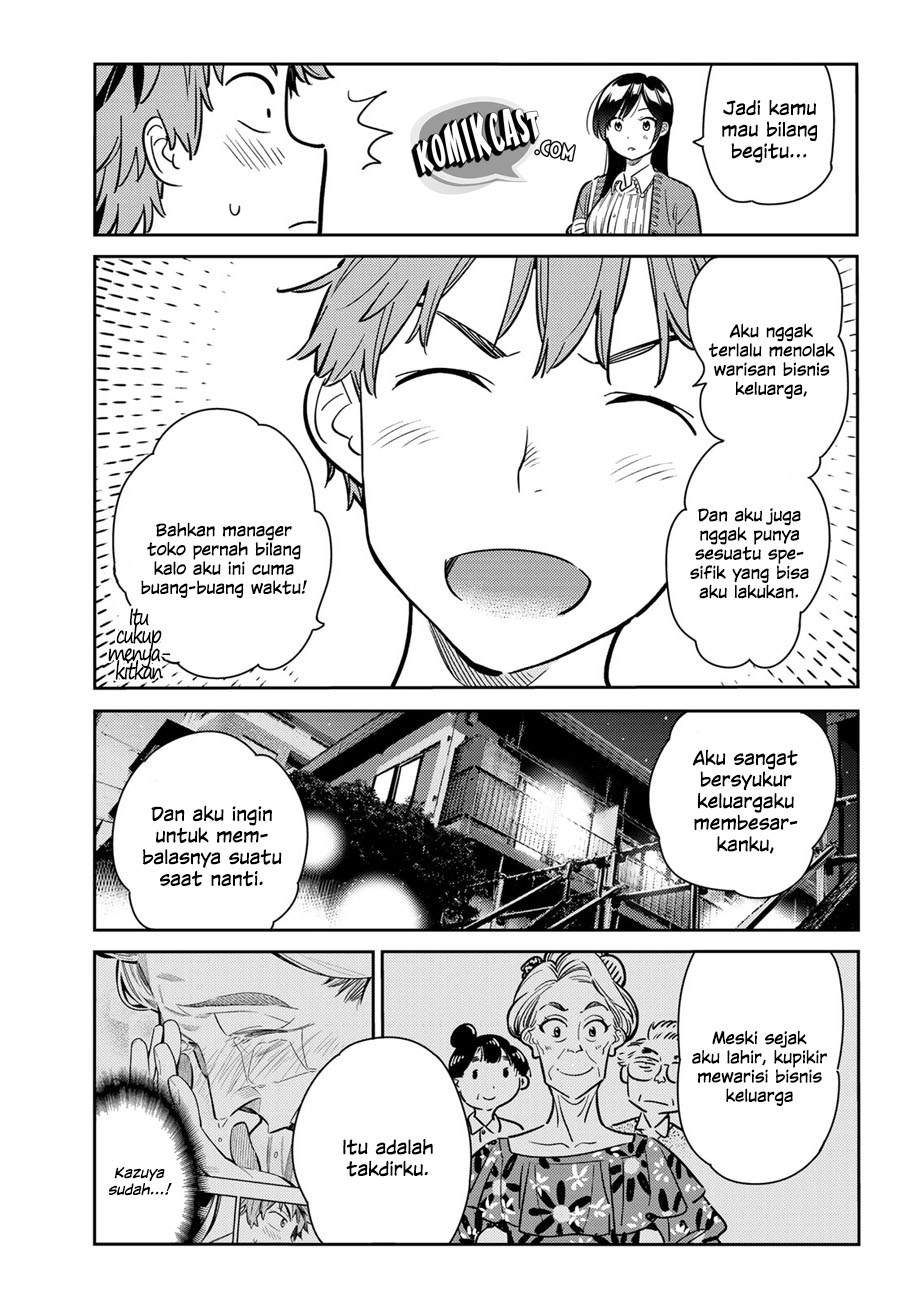 Jadi kamu
mau bilang
begitu...
KOMIKCAST
.COM
Aku nggak
terlalu menolak
warisan bisnis
keluarga,
Dan aku juga
nggak punya
sesuatu spe-
sifik yang bisa
aku lakukan.
Bahkan manager
toko pernah bilang
kalo aku ini cuma
buang-buang waktu!
Itu
cukup
menya-
kitkan
Aku sangat
bersyukur
keluargaku
membesar-
kanku,
Dan aku ingin
untuk mem-
balasnya suatu
saat nanti.
Meski sejak
aku lahir, kupikir
mewarisi bisnis
keluarga
Itu adalah
takdirku.
Kazuya
sudah...!